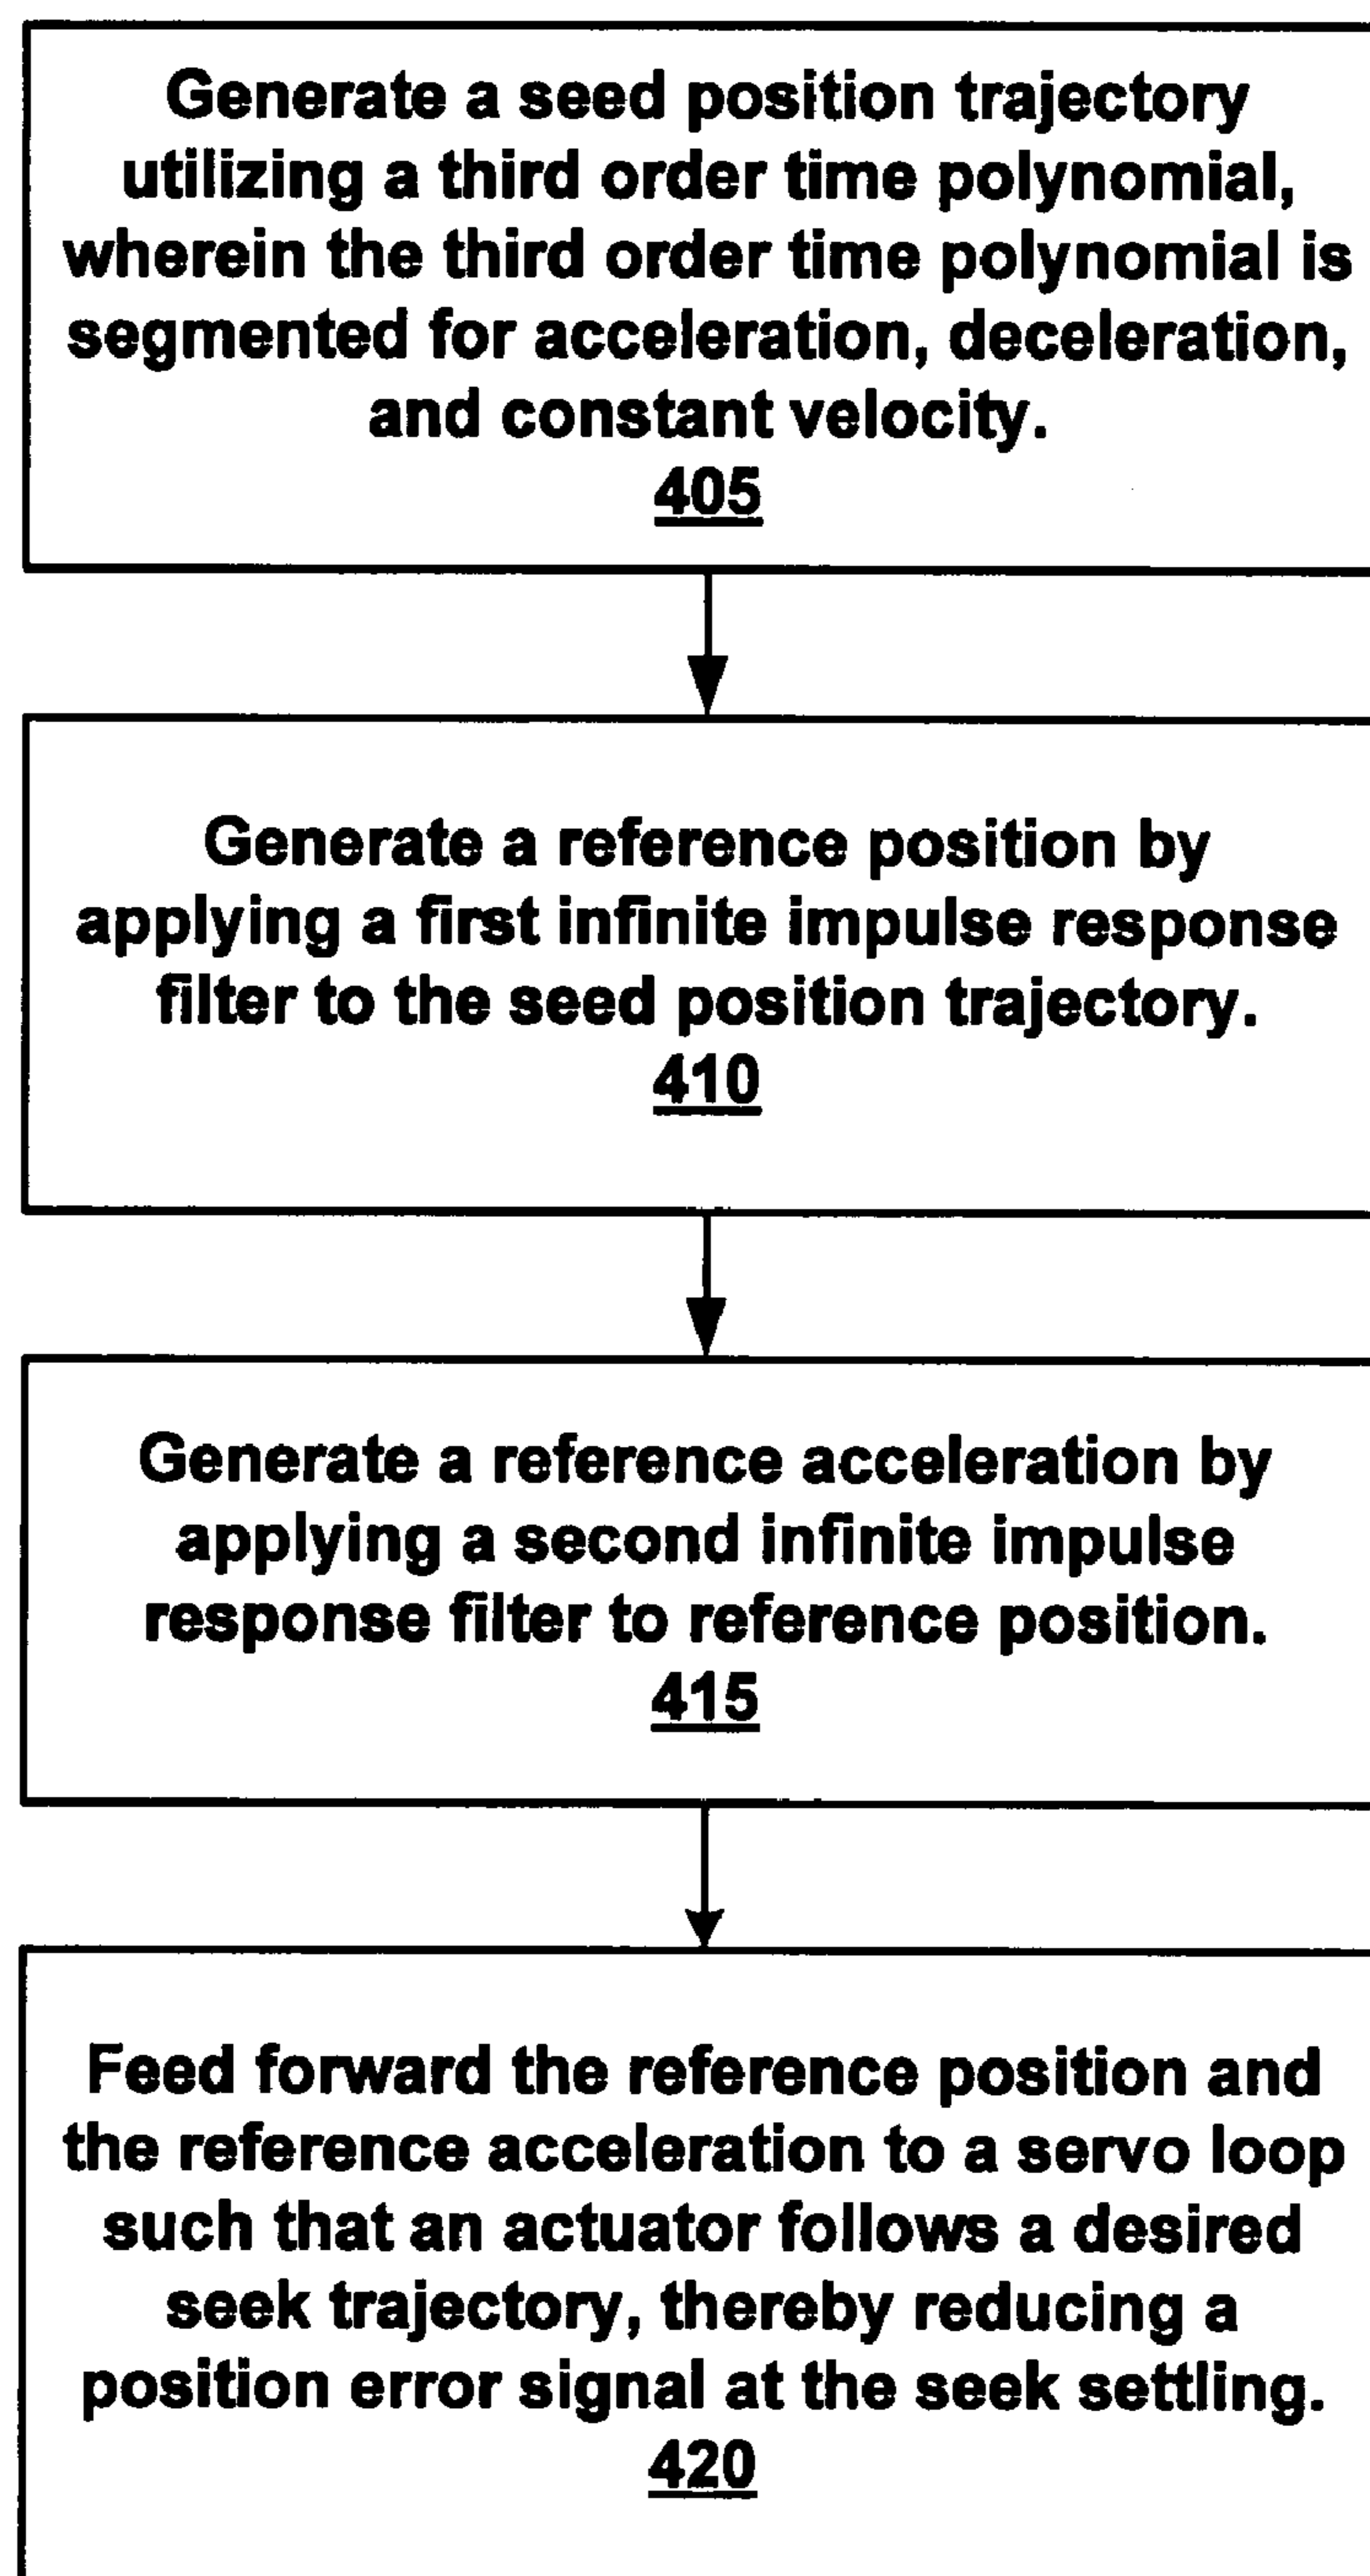 Generate a seed position trajectory
utilizing a third order time polynomial,
wherein the third order time polynomial is
segmented for acceleration, deceleration,
and constant velocity.
405
Generate a reference position by
applying a first infinite impulse response
filter to the seed position trajectory.
410
Generate a reference acceleration by
applying a second infinite impulse
response filter to reference position.
415
Feed forward the reference position and
the reference acceleration to a servo loop
such that an actuator follows a desired
seek trajectory, thereby reducing a
position error signal at the seek settling.
420